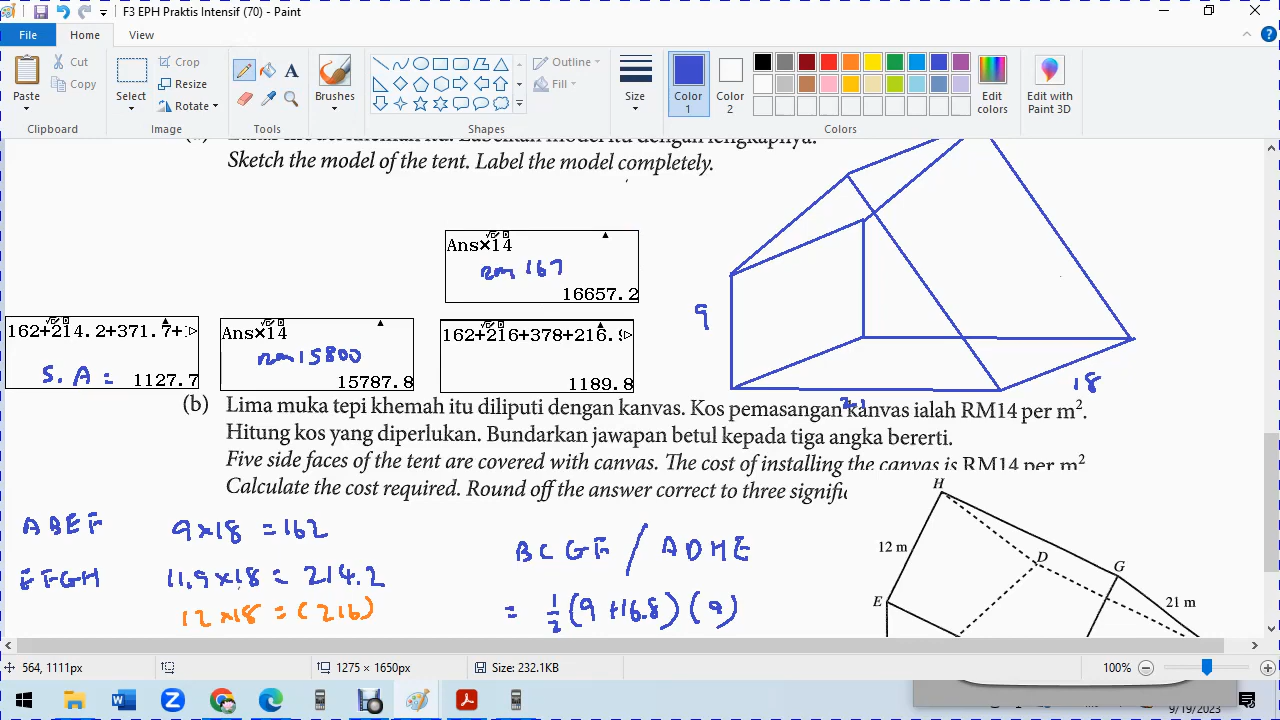 F3 EPH Praktis Intensif (70) - Paint
File Home View
Paste Cut Copy Select Crop Resize Rotate Brushes Outline Fill Size Color 1 Color 2 Edit colors Edit with Paint 3D
Clipboard Image Tools Shapes Colors
Sketch the model of the tent. Label the model completely.
Ans×14
rm 167
16657.2
9
162+214.2+371.7+
S.A = 1127.7
Ans×14
rm 15800
15787.8
162+216+378+216.9
1189.8
18
21
(b) Lima muka tepi khemah itu diliputi dengan kanvas. Kos pemasangan kanvas ialah RM14 per m².
Hitung kos yang diperlukan. Bundarkan jawapan betul kepada tiga angka bererti.
Five side faces of the tent are covered with canvas. The cost of installing the canvas is RM14 per m²
Calculate the cost required. Round off the answer correct to three signifi
ABEF 9×18 = 162
EFGH 11.9×18 = 214.2
12×18 = (216)
BCGF / ADHE
= ½ (9 + 16.8) (9)
H
12 m
D
G
E
21 m
564, 1111px 1275 × 1650px Size: 232.1KB 100%
9/19/2023